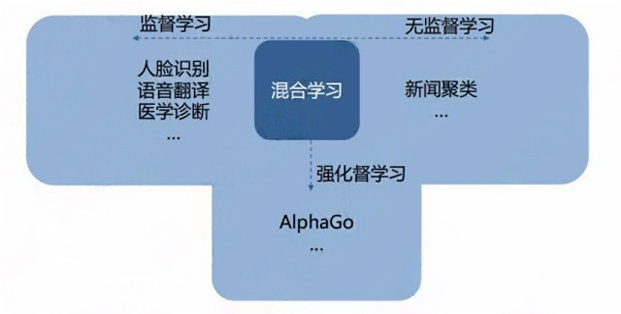 监督学习
无监督学习
人脸识别
语音翻译
医学诊断
...
混合学习
新闻聚类
...
强化督学习
AlphaGo
...